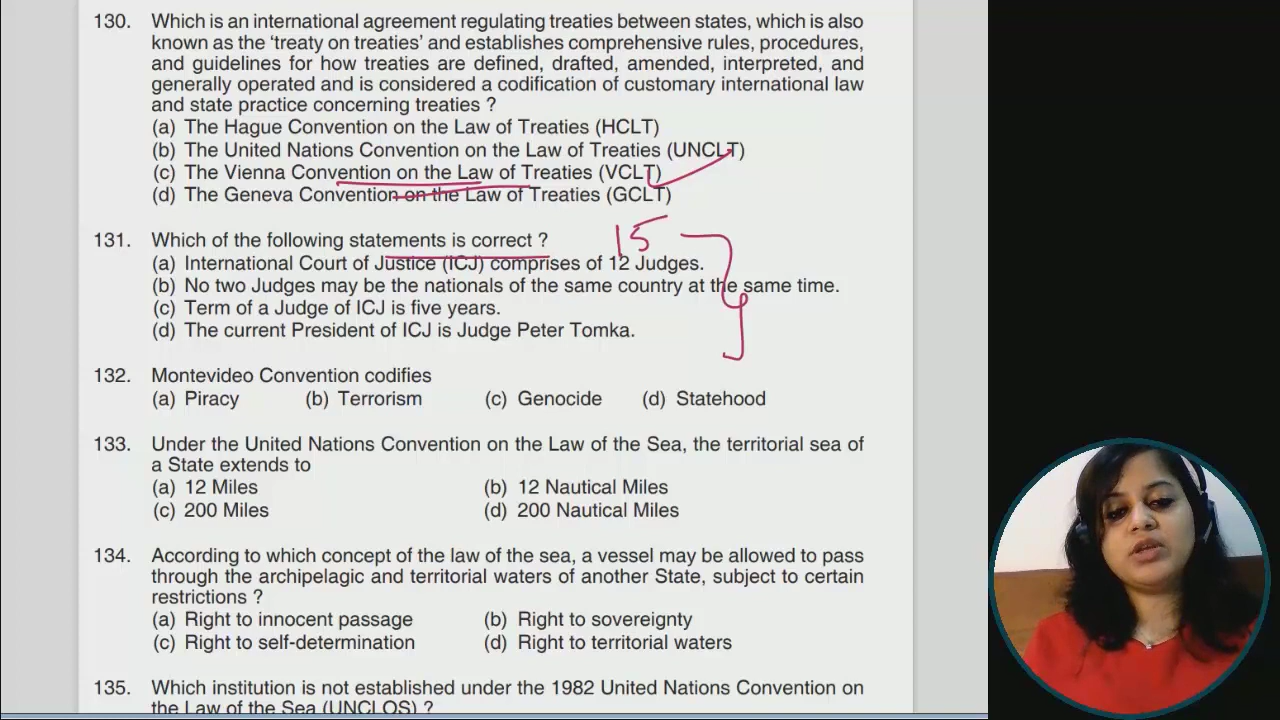 130. Which is an international agreement regulating treaties between states, which is also
known as the ‘treaty on treaties’ and establishes comprehensive rules, procedures,
and guidelines for how treaties are defined, drafted, amended, interpreted, and
generally operated and is considered a codification of customary international law
and state practice concerning treaties ?
(a) The Hague Convention on the Law of Treaties (HCLT)
(b) The United Nations Convention on the Law of Treaties (UNCLT)
(c) The Vienna Convention on the Law of Treaties (VCLT)
(d) The Geneva Convention on the Law of Treaties (GCLT)
131. Which of the following statements is correct ? 15
(a) International Court of Justice (ICJ) comprises of 12 Judges.
(b) No two Judges may be the nationals of the same country at the same time.
(c) Term of a Judge of ICJ is five years.
(d) The current President of ICJ is Judge Peter Tomka.
132. Montevideo Convention codifies
(a) Piracy (b) Terrorism (c) Genocide (d) Statehood
133. Under the United Nations Convention on the Law of the Sea, the territorial sea of
a State extends to
(a) 12 Miles (b) 12 Nautical Miles
(c) 200 Miles (d) 200 Nautical Miles
134. According to which concept of the law of the sea, a vessel may be allowed to pass
through the archipelagic and territorial waters of another State, subject to certain
restrictions ?
(a) Right to innocent passage (b) Right to sovereignty
(c) Right to self-determination (d) Right to territorial waters
135. Which institution is not established under the 1982 United Nations Convention on
the Law of the Sea (UNCLOS) ?